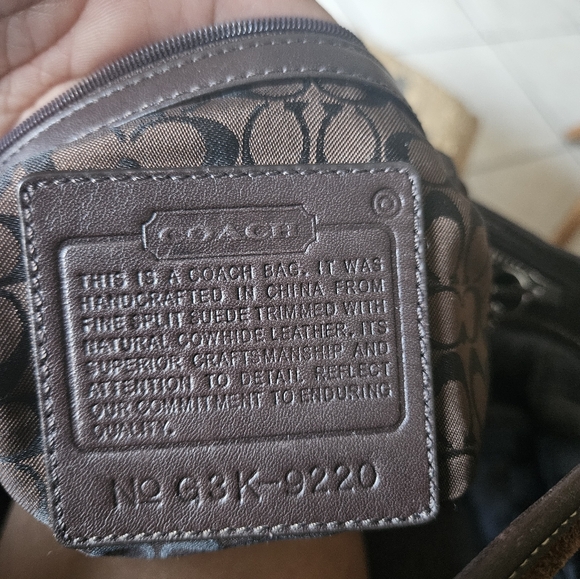 ©
COACH
THIS IS A COACH BAG. IT WAS
HANDCRAFTED IN CHINA FROM
FINE SPLIT SUEDE TRIMMED WITH
NATURAL COWHIDE LEATHER. ITS
SUPERIOR CRAFTSMANSHIP AND
ATTENTION TO DETAIL REFLECT
OUR COMMITMENT TO ENDURING
QUALITY.
No G3K-9220